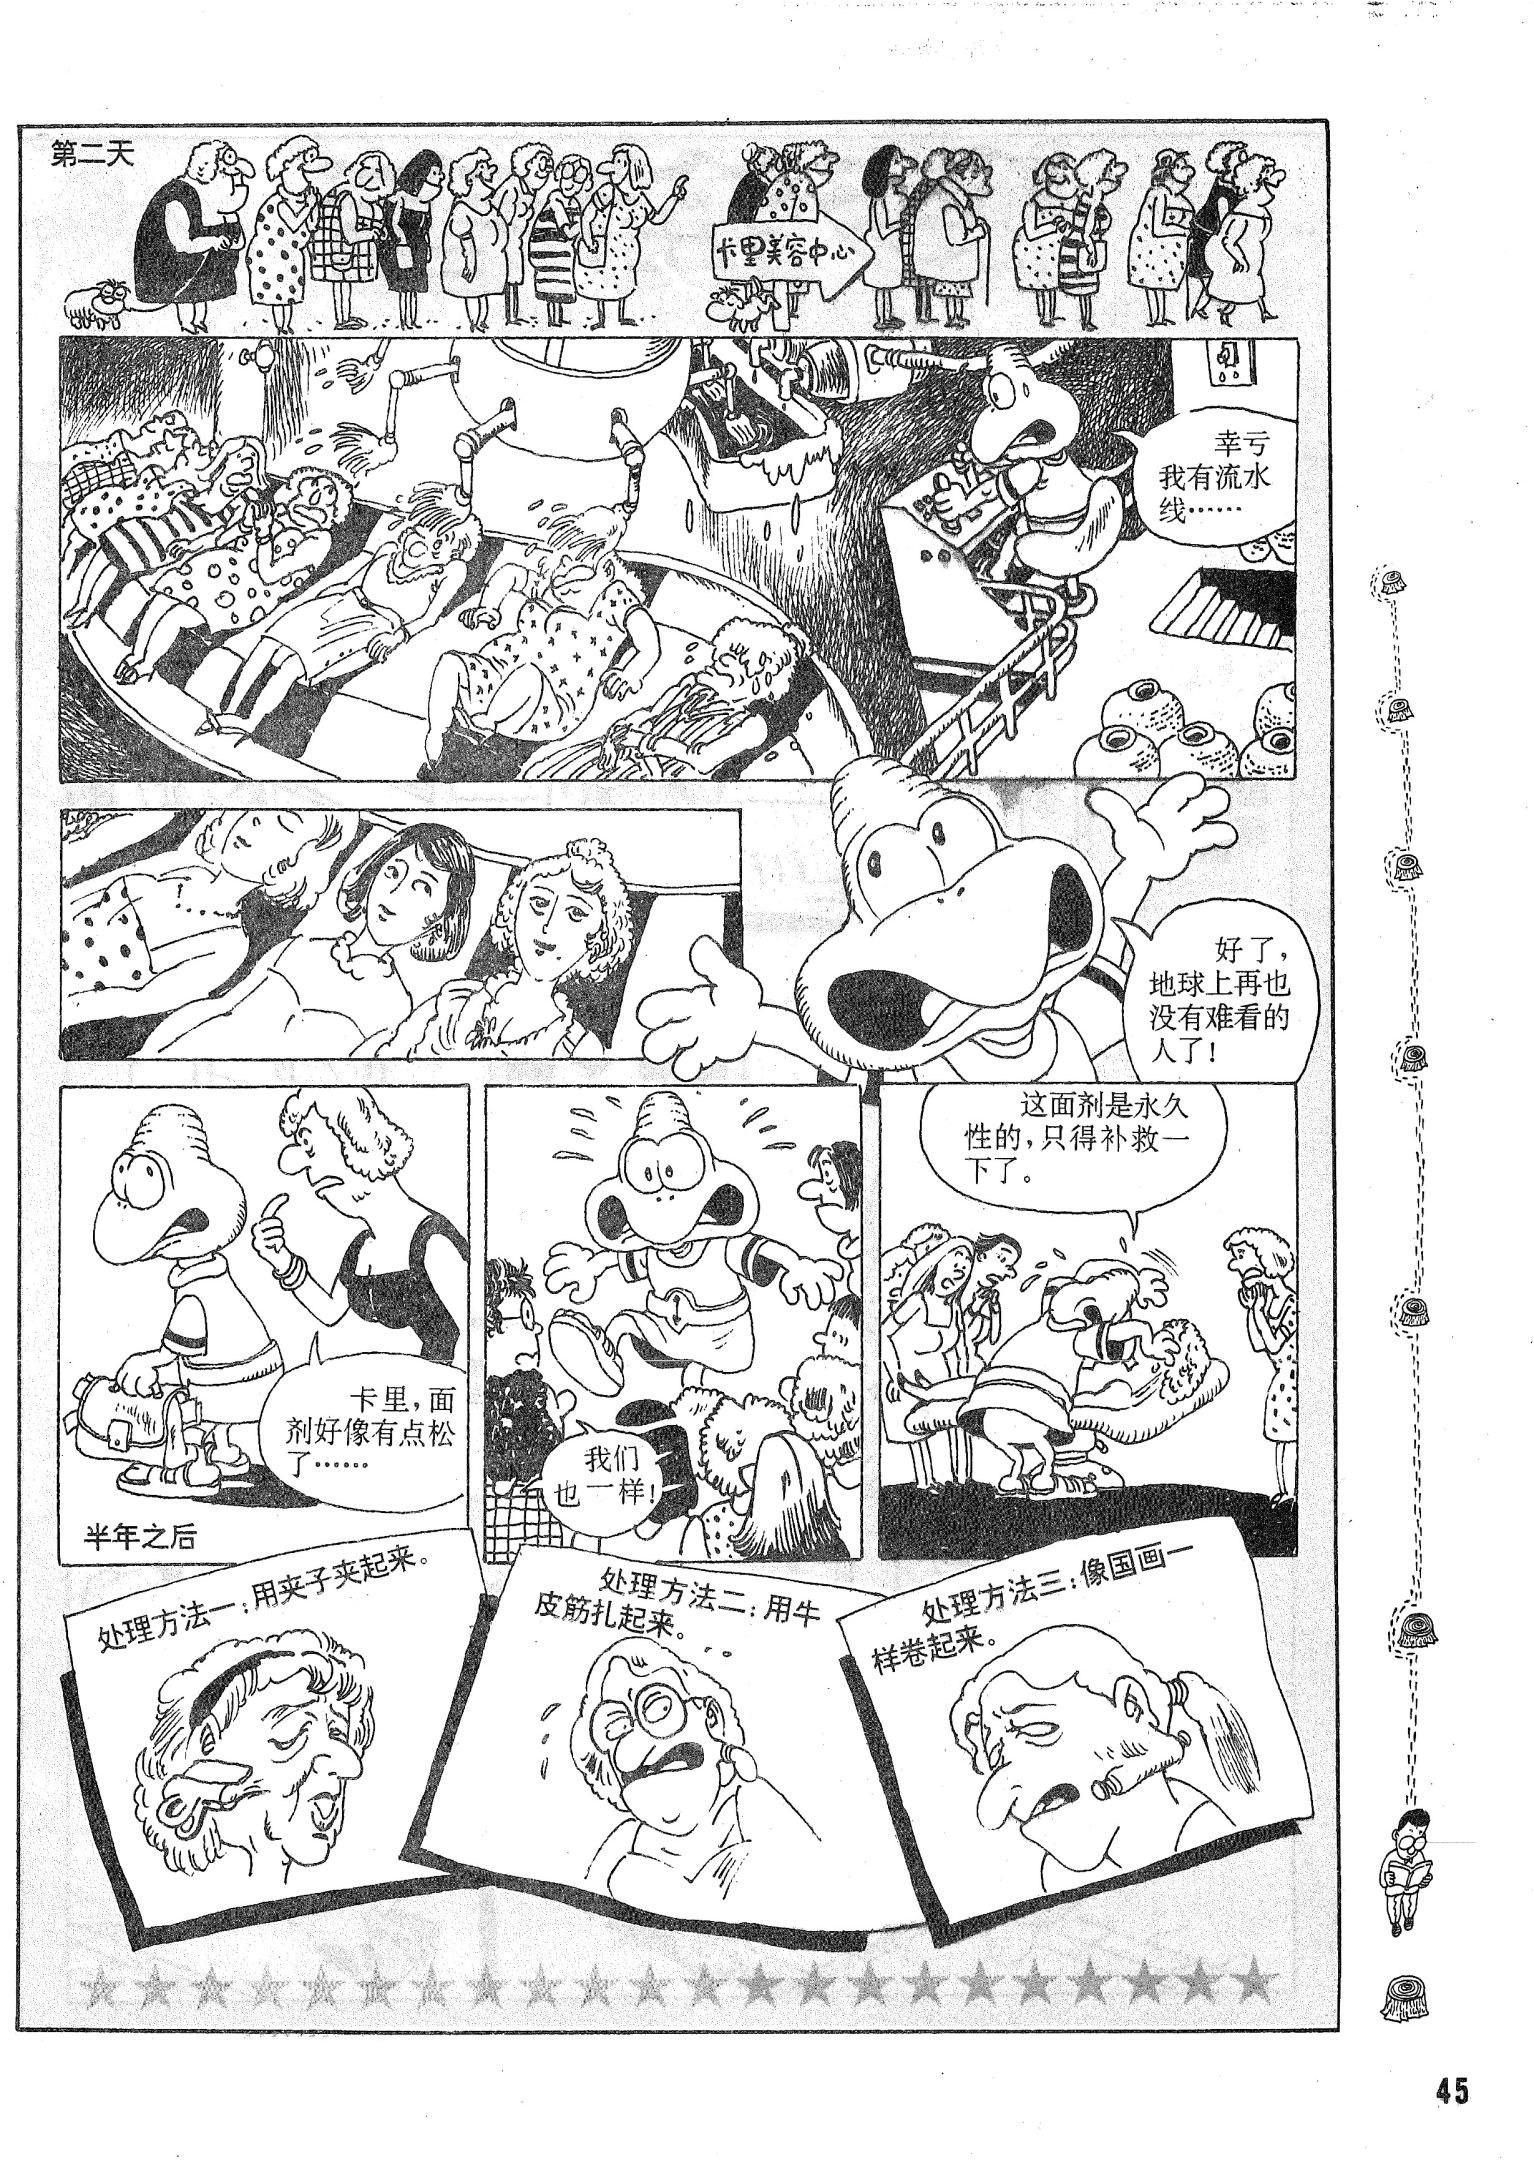 第二天
卡里美容中心
幸亏
我有流水
线……
好了，
地球上再也
没有难看的
人了！
卡里，面
剂好像有点松
了……
半年之后
我们
也一样！
这面剂是永久
性的，只得补救一
下了。
处理方法一：用夹子夹起来。
处理方法二：用牛
皮筋扎起来。
处理方法三：像国画一
样卷起来。
45